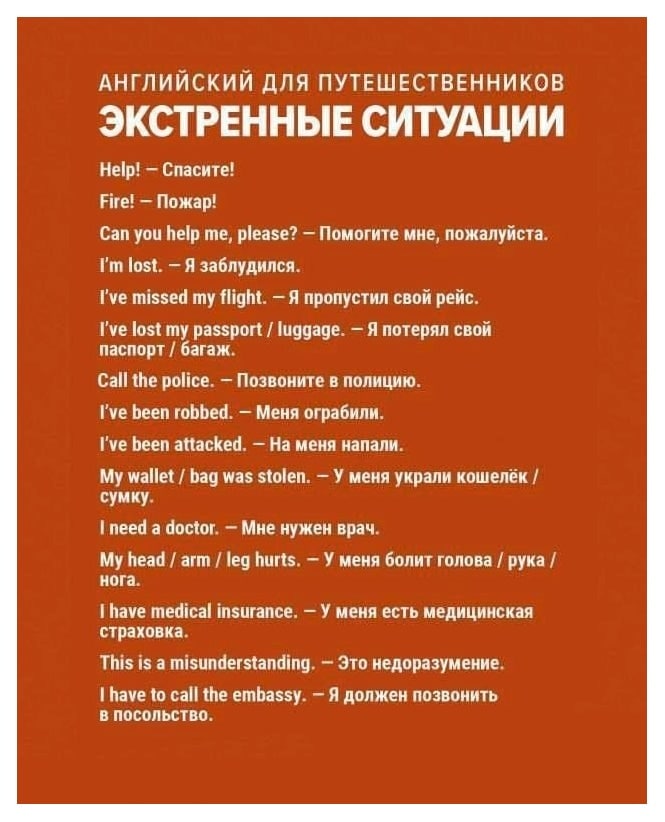 АНГЛИЙСКИЙ ДЛЯ ПУТЕШЕСТВЕННИКОВ
ЭКСТРЕННЫЕ СИТУАЦИИ
Help! – Спасите!
Fire! – Пожар!
Can you help me, please? – Помогите мне, пожалуйста.
I'm lost. – Я заблудился.
I've missed my flight. – Я пропустил свой рейс.
I've lost my passport / luggage. – Я потерял свой
паспорт / багаж.
Call the police. – Позвоните в полицию.
I've been robbed. – Меня ограбили.
I've been attacked. – На меня напали.
My wallet / bag was stolen. – У меня украли кошелёк /
сумку.
I need a doctor. – Мне нужен врач.
My head / arm / leg hurts. – У меня болит голова / рука /
нога.
I have medical insurance. – У меня есть медицинская
страховка.
This is a misunderstanding. – Это недоразумение.
I have to call the embassy. – Я должен позвонить
в посольство.